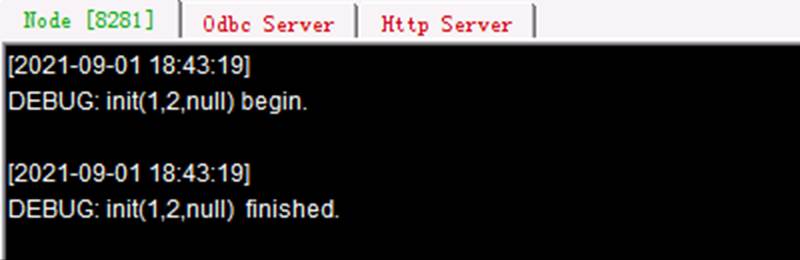 Node [8281] Odbc Server Http Server
[2021-09-01 18:43:19]
DEBUG: init(1,2,null) begin.
[2021-09-01 18:43:19]
DEBUG: init(1,2,null) finished.